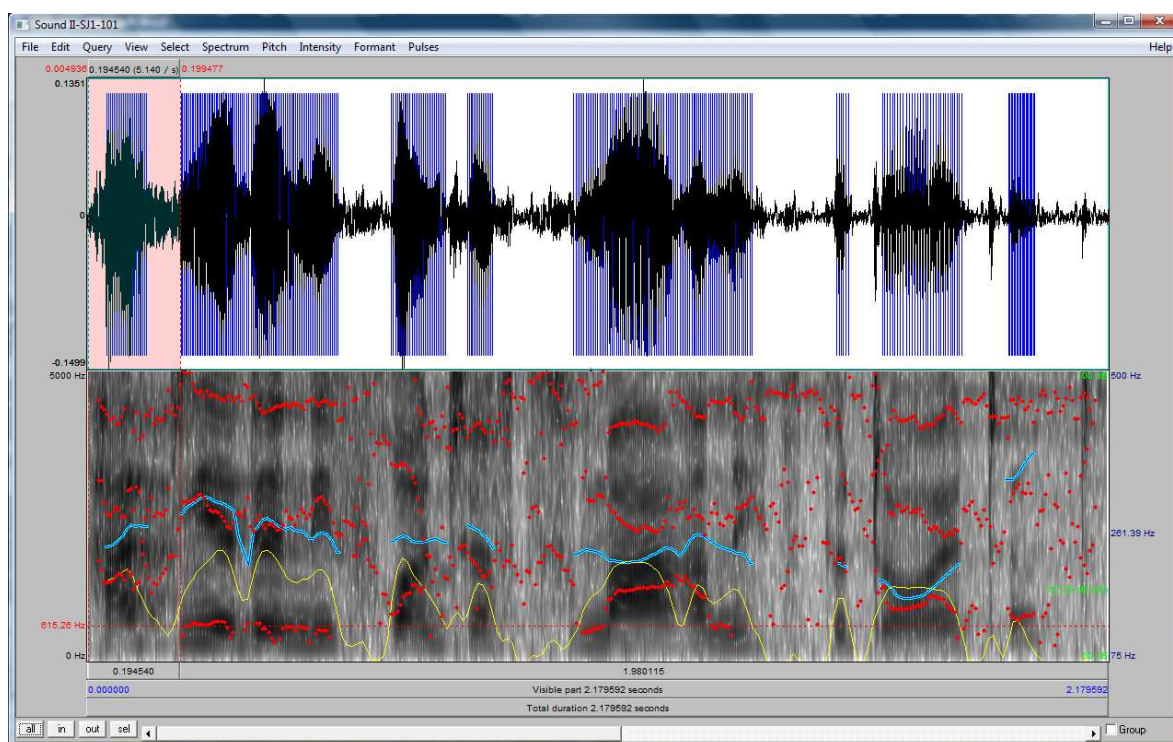 Sound II-SJ1-101
File Edit Query View Select Spectrum Pitch Intensity Formant Pulses Help
0.004936 0.194540 (5.140 / s) 0.199477
0.1351
0
-0.1499
5000 Hz
500 Hz
261.39 Hz
615.26 Hz
0 Hz
75 Hz
0.194540 1.980115
0.000000 Visible part 2.179592 seconds 2.179592
Total duration 2.179592 seconds
all in out sel Group